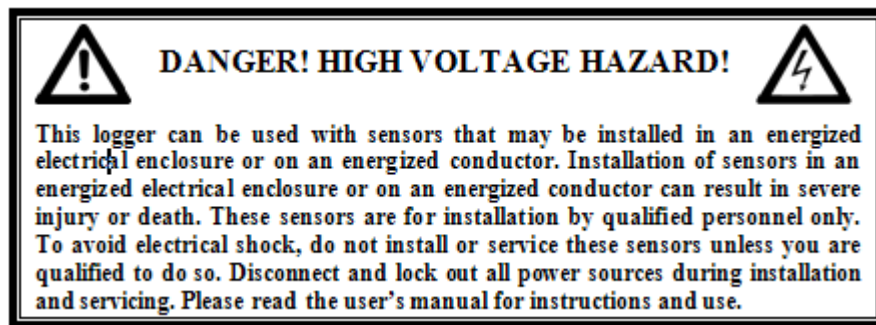 DANGER! HIGH VOLTAGE HAZARD!
This logger can be used with sensors that may be installed in an energized
electrical enclosure or on an energized conductor. Installation of sensors in an
energized electrical enclosure or on an energized conductor can result in severe
injury or death. These sensors are for installation by qualified personnel only.
To avoid electrical shock, do not install or service these sensors unless you are
qualified to do so. Disconnect and lock out all power sources during installation
and servicing. Please read the user’s manual for instructions and use.